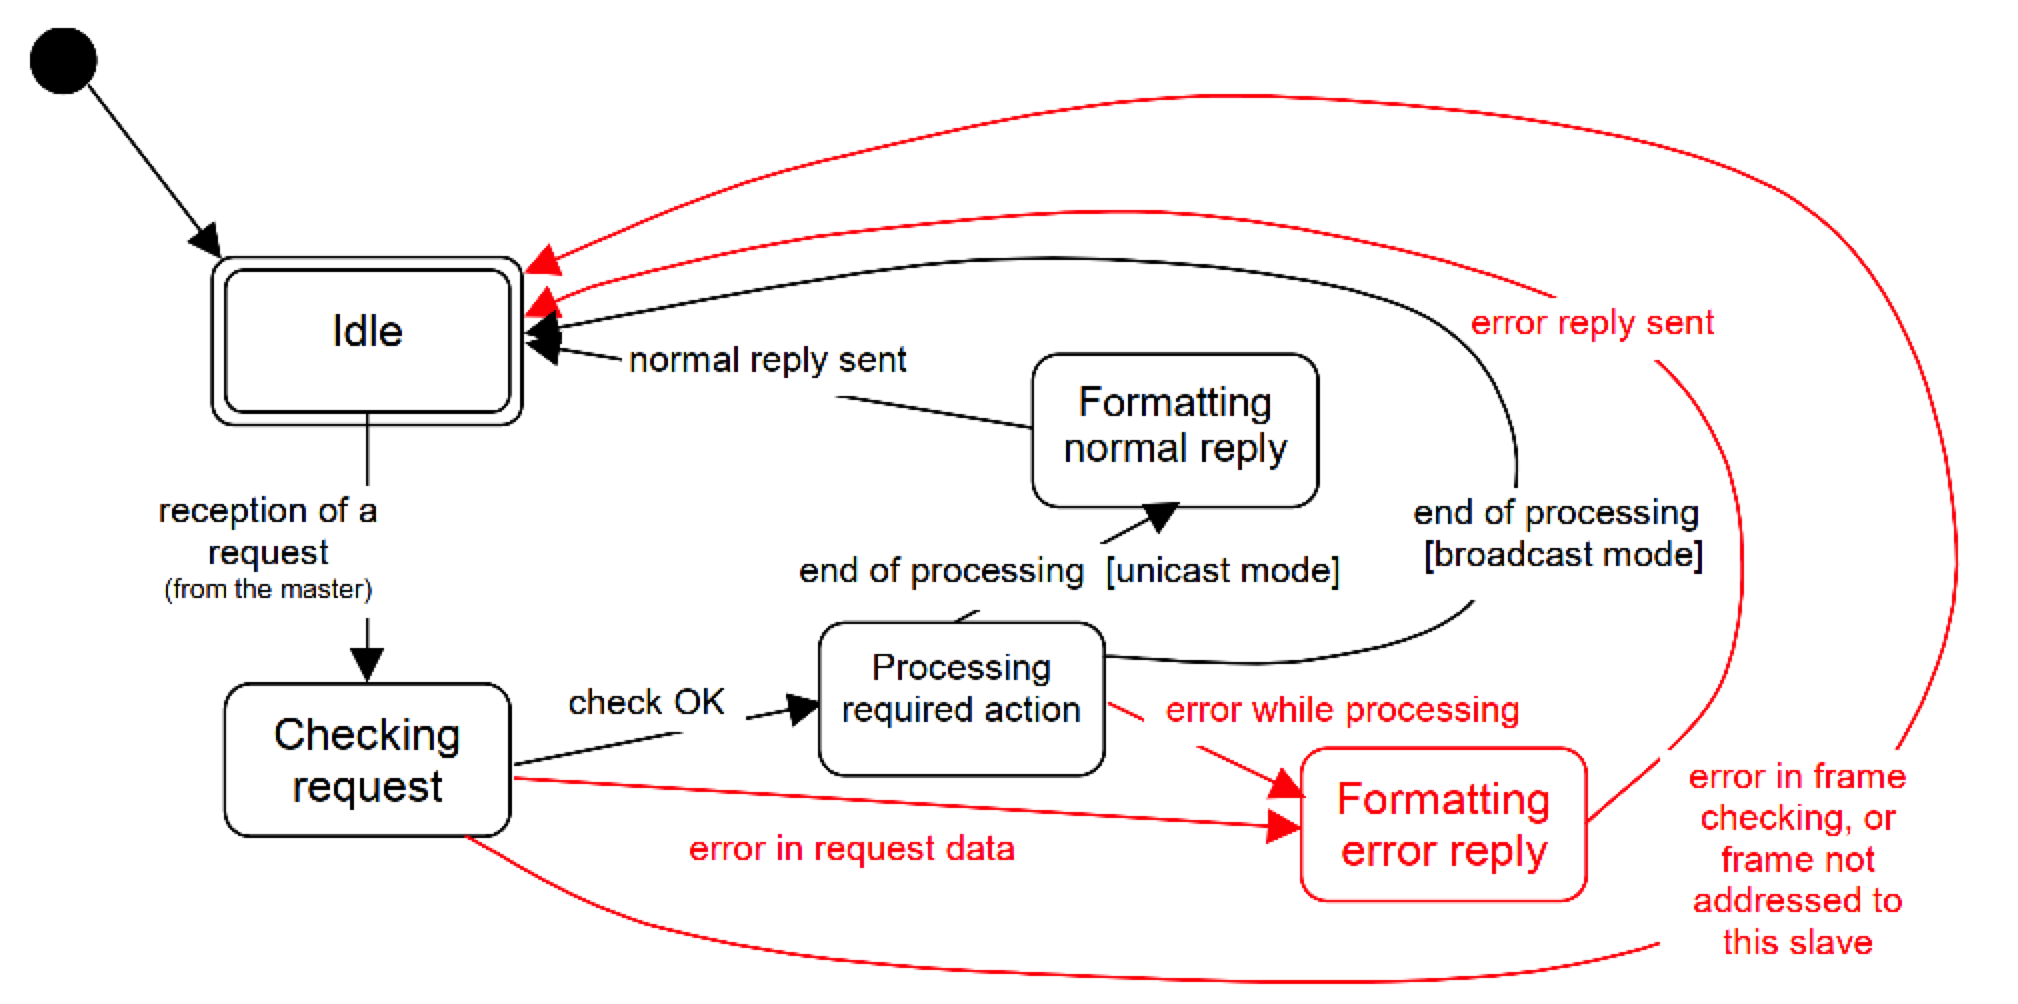 Idle
error reply sent
normal reply sent
Formatting
normal reply
reception of a
request
(from the master)
end of processing
[broadcast mode]
end of processing [unicast mode]
Processing
required action
check OK
error while processing
Checking
request
error in request data
Formatting
error reply
error in frame
checking, or
frame not
addressed to
this slave